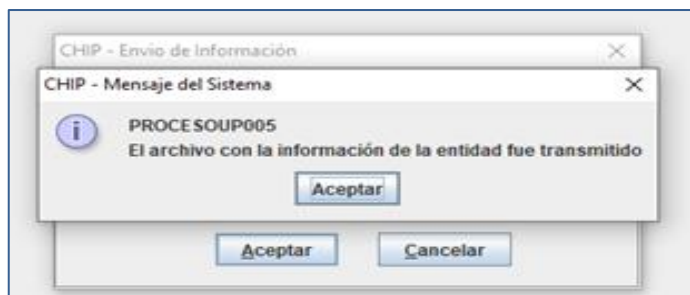 CHIP - Envio de Información
CHIP - Mensaje del Sistema
PROCESOUP005
El archivo con la información de la entidad fue transmitido
Aceptar
Aceptar Cancelar